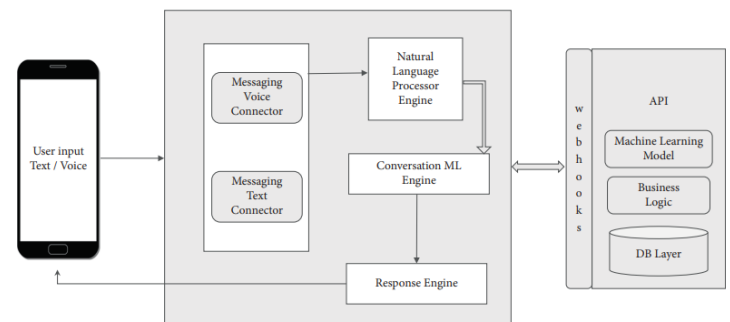 User input
Text / Voice
Messaging
Voice
Connector
Messaging
Text
Connector
Natural
Language
Processor
Engine
Conversation ML
Engine
Response Engine
webhooks
API
Machine Learning
Model
Business
Logic
DB Layer